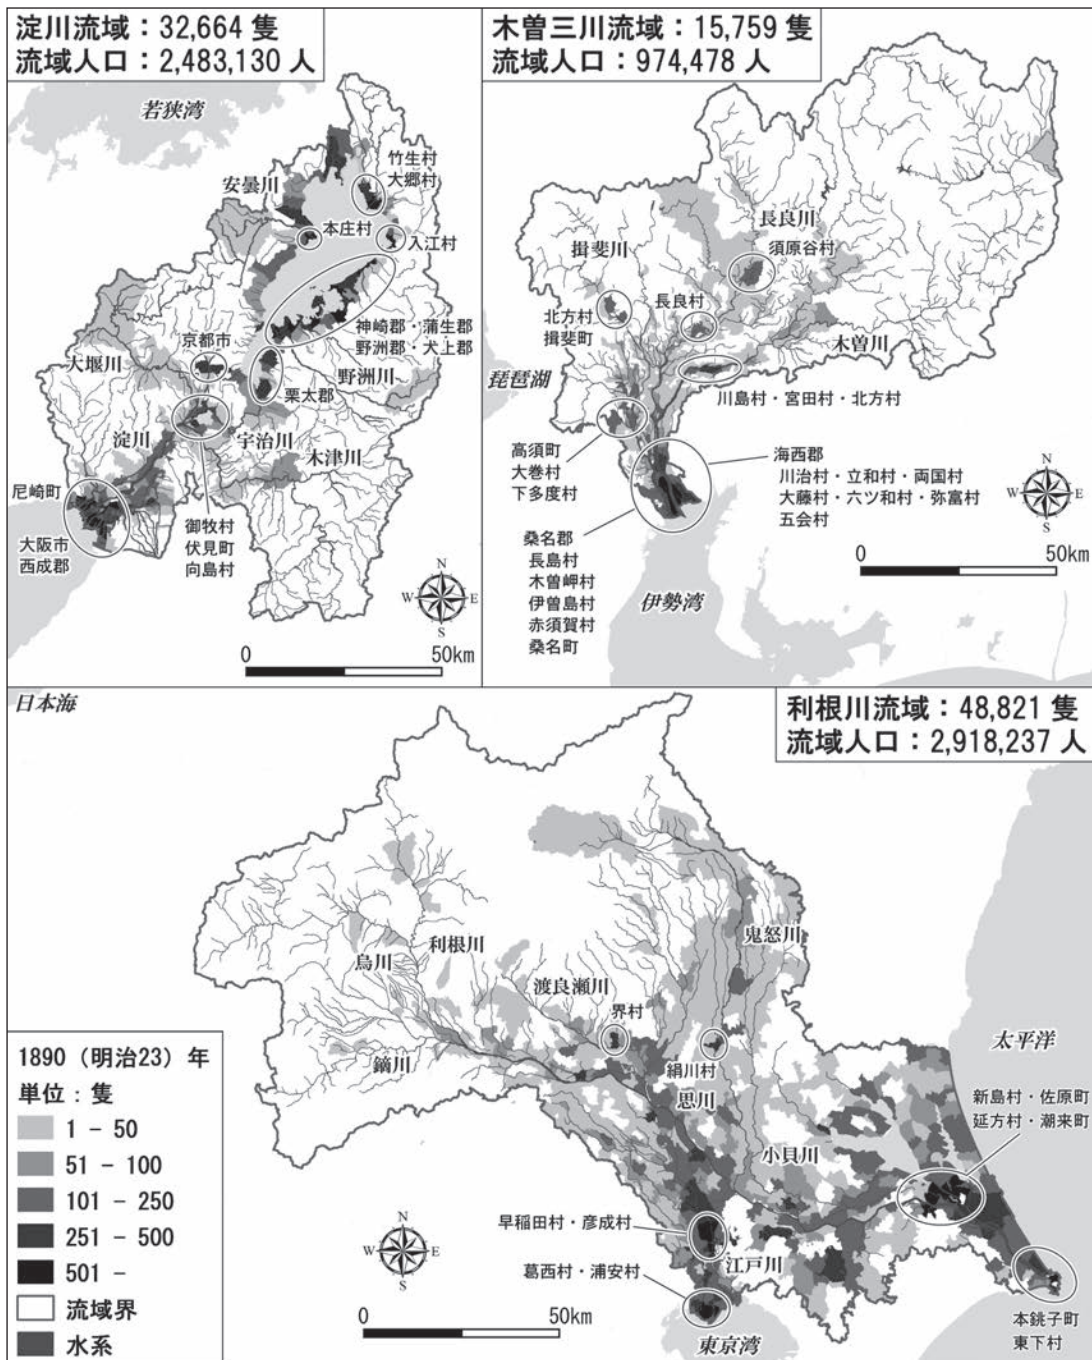 淀川流域：32,664 隻
流域人口：2,483,130 人
若狭湾
竹生村
大郷村
安曇川
本庄村
入江村
神崎郡・蒲生郡
野洲郡・犬上郡
京都市
大堰川
野洲川
栗太郡
淀川
宇治川
木津川
尼崎町
御牧村
伏見町
向島村
大阪市
西成郡
N
W
E
S
0
50km
木曽三川流域：15,759 隻
流域人口：974,478 人
長良川
須原谷村
揖斐川
長良村
北方村
揖斐町
木曽川
琵琶湖
川島村・宮田村・北方村
高須町
大巻村
下多度村
海西郡
川治村・立和村・両国村
大藤村・六ツ和村・弥富村
五会村
桑名郡
長島村
木曽岬村
伊曽島村
赤須賀村
桑名町
伊勢湾
N
W
E
S
0
50km
日本海
利根川流域：48,821 隻
流域人口：2,918,237 人
鬼怒川
利根川
烏川
渡良瀬川
界村
太平洋
鏑川
絹川村
思川
新島村・佐原町
延方村・潮来町
小貝川
早稲田村・彦成村
江戸川
葛西村・浦安村
本銚子町
東下村
東京湾
N
W
E
S
0
50km
1890（明治23）年
単位：隻
1 - 50
51 - 100
101 - 250
251 - 500
501 -
流域界
水系